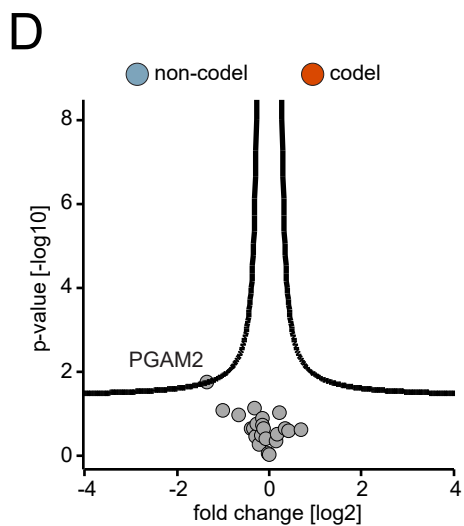 D
non-codel
codel
8
6
4
2
0
p-value [-log10]
PGAM2
-4
-2
0
2
4
fold change [log2]